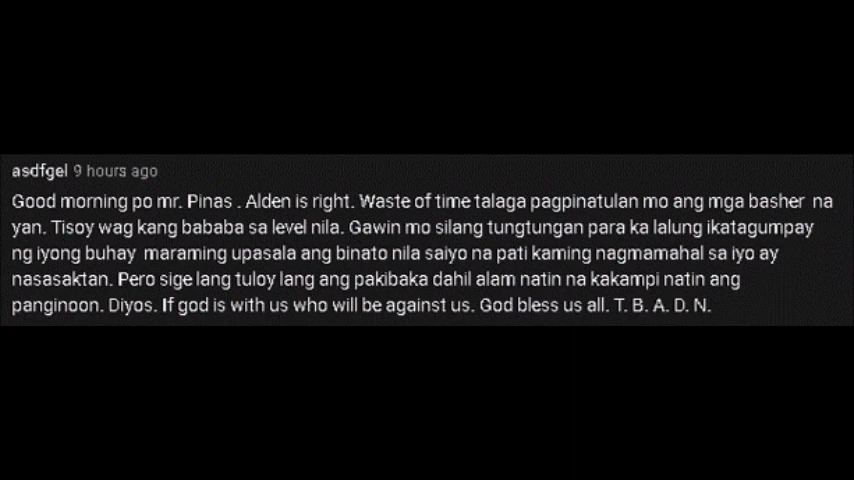 asdfgel 9 hours ago
Good morning po mr. Pinas . Alden is right. Waste of time talaga pagpinatulan mo ang mga basher na
yan. Tisoy wag kang bababa sa level nila. Gawin mo silang tungtungan para ka lalung ikatagumpay
ng iyong buhay maraming upasala ang binato nila saiyo na pati kaming nagmamahal sa iyo ay
nasasaktan. Pero sige lang tuloy lang ang pakibaka dahil alam natin na kakampi natin ang
panginoon. Diyos. If god is with us who will be against us. God bless us all. T. B. A. D. N.